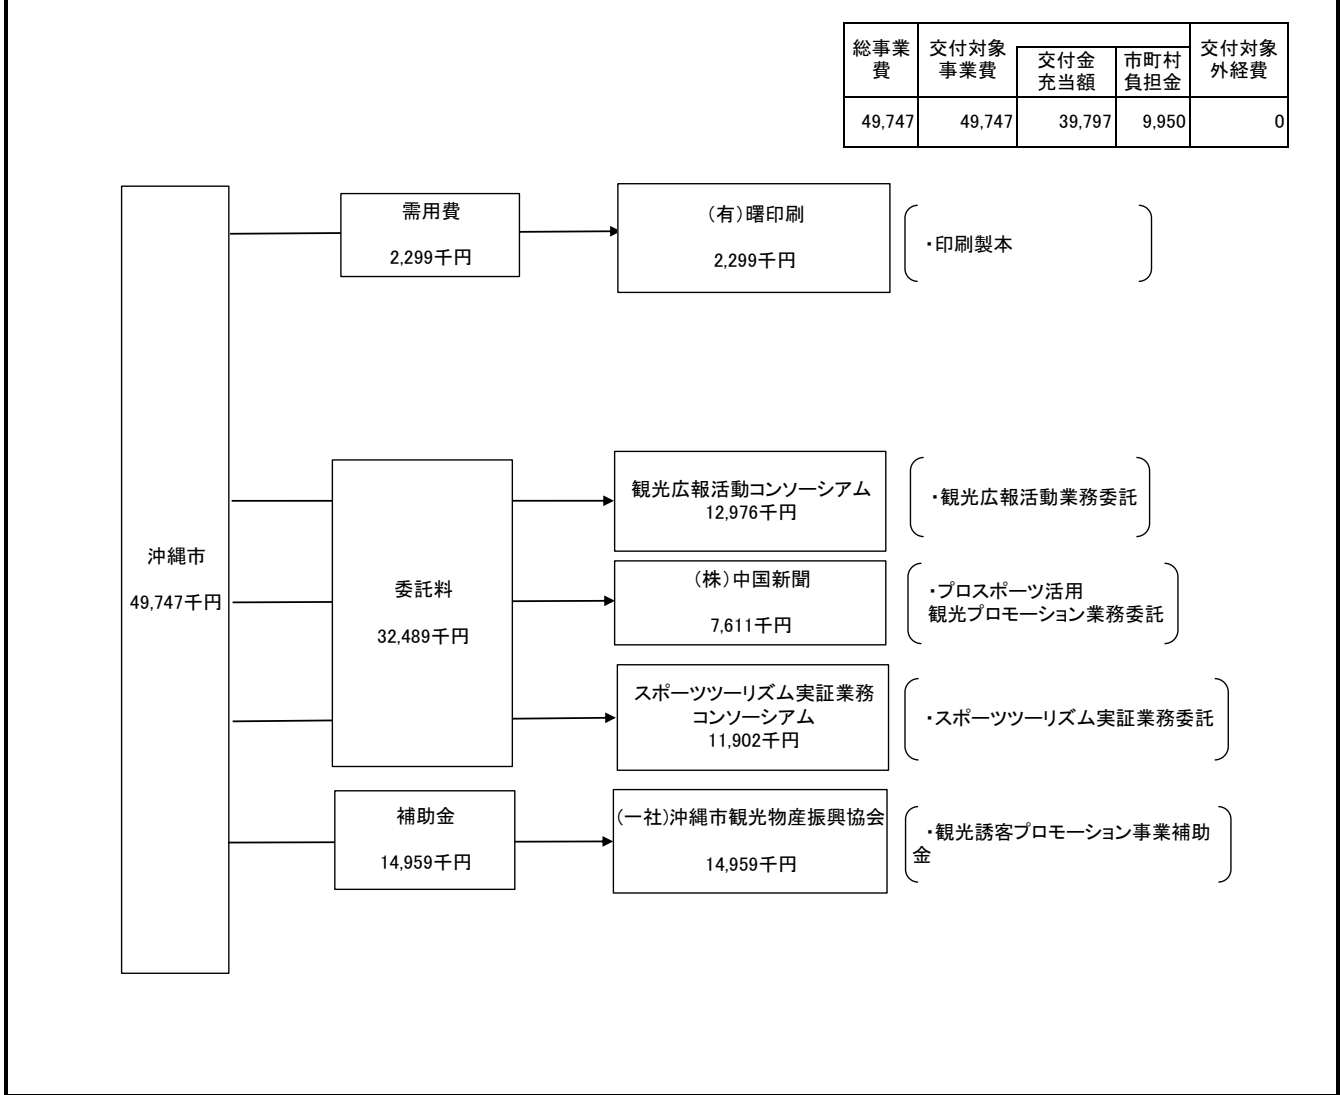 総事業
費
交付対象
事業費
交付金
充当額
市町村
負担金
交付対象
外経費
49,747
49,747
39,797
9,950
0
需用費
2,299千円
(有)曙印刷
2,299千円
・印刷製本
沖縄市
49,747千円
委託料
32,489千円
観光広報活動コンソーシアム
12,976千円
・観光広報活動業務委託
(株)中国新聞
7,611千円
・プロスポーツ活用
観光プロモーション業務委託
スポーツツーリズム実証業務
コンソーシアム
11,902千円
・スポーツツーリズム実証業務委託
補助金
14,959千円
(一社)沖縄市観光物産振興協会
14,959千円
・観光誘客プロモーション事業補助
金